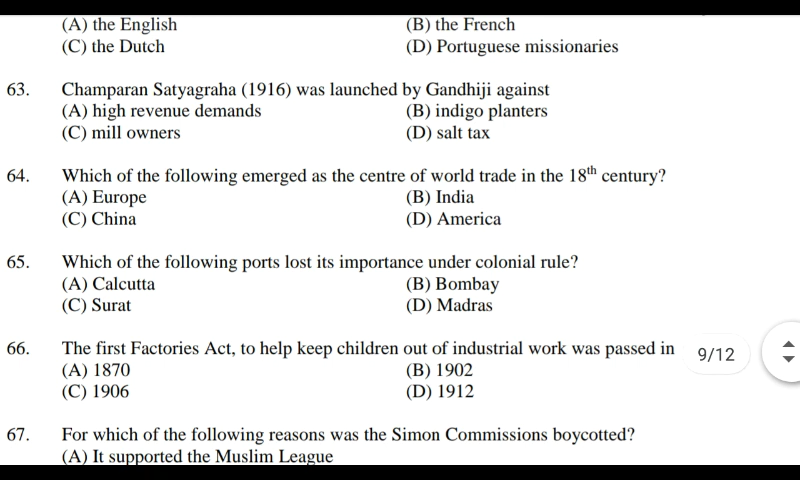 (A) the English (B) the French
(C) the Dutch (D) Portuguese missionaries
63. Champaran Satyagraha (1916) was launched by Gandhiji against
(A) high revenue demands (B) indigo planters
(C) mill owners (D) salt tax
64. Which of the following emerged as the centre of world trade in the 18th century?
(A) Europe (B) India
(C) China (D) America
65. Which of the following ports lost its importance under colonial rule?
(A) Calcutta (B) Bombay
(C) Surat (D) Madras
66. The first Factories Act, to help keep children out of industrial work was passed in 9/12
(A) 1870 (B) 1902
(C) 1906 (D) 1912
67. For which of the following reasons was the Simon Commissions boycotted?
(A) It supported the Muslim League